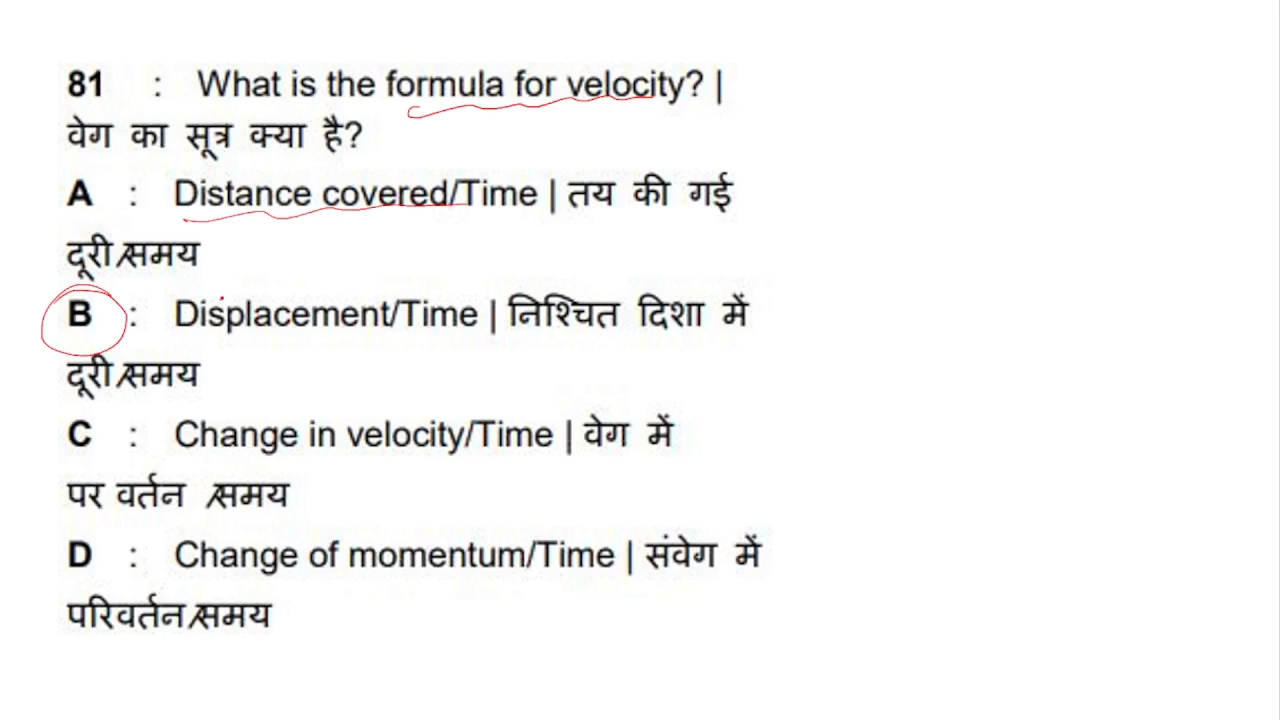 81 : What is the formula for velocity? |
वेग का सूत्र क्या है?
A : Distance covered/Time | तय की गई
दूरी/समय
B : Displacement/Time | निश्चित दिशा में
दूरी/समय
C : Change in velocity/Time | वेग में
पर वर्तन /समय
D : Change of momentum/Time | संवेग में
परिवर्तन/समय